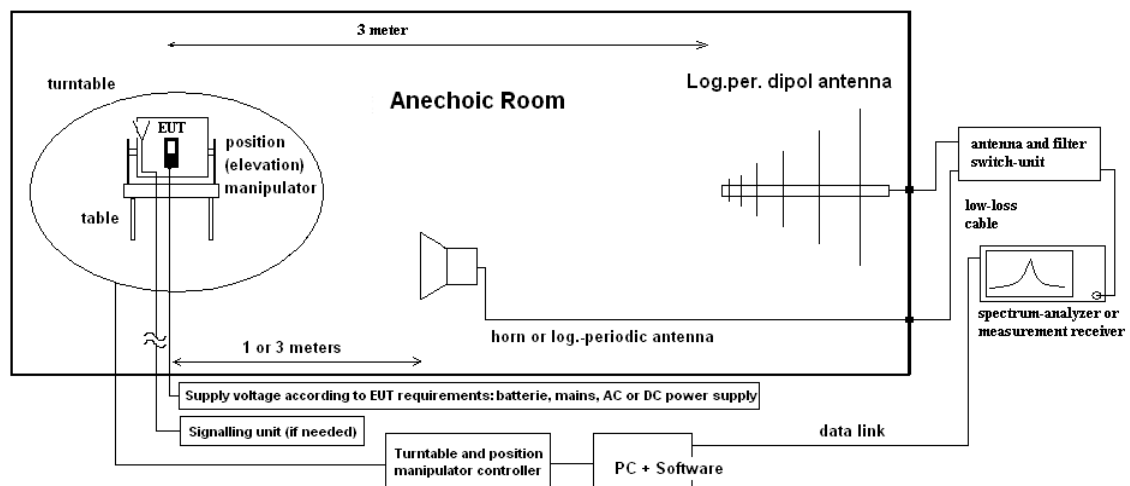 3 meter
turntable
Log.per. dipol antenna
Anechoic Room
EUT
position
(elevation)
manipulator
table
antenna and filter
switch-unit
low-loss
cable
spectrum-analyzer or
measurement receiver
horn or log.-periodic antenna
1 or 3 meters
Supply voltage according to EUT requirements: batterie, mains, AC or DC power supply
Signalling unit (if needed)
data link
Turntable and position
manipulator controller
PC + Software